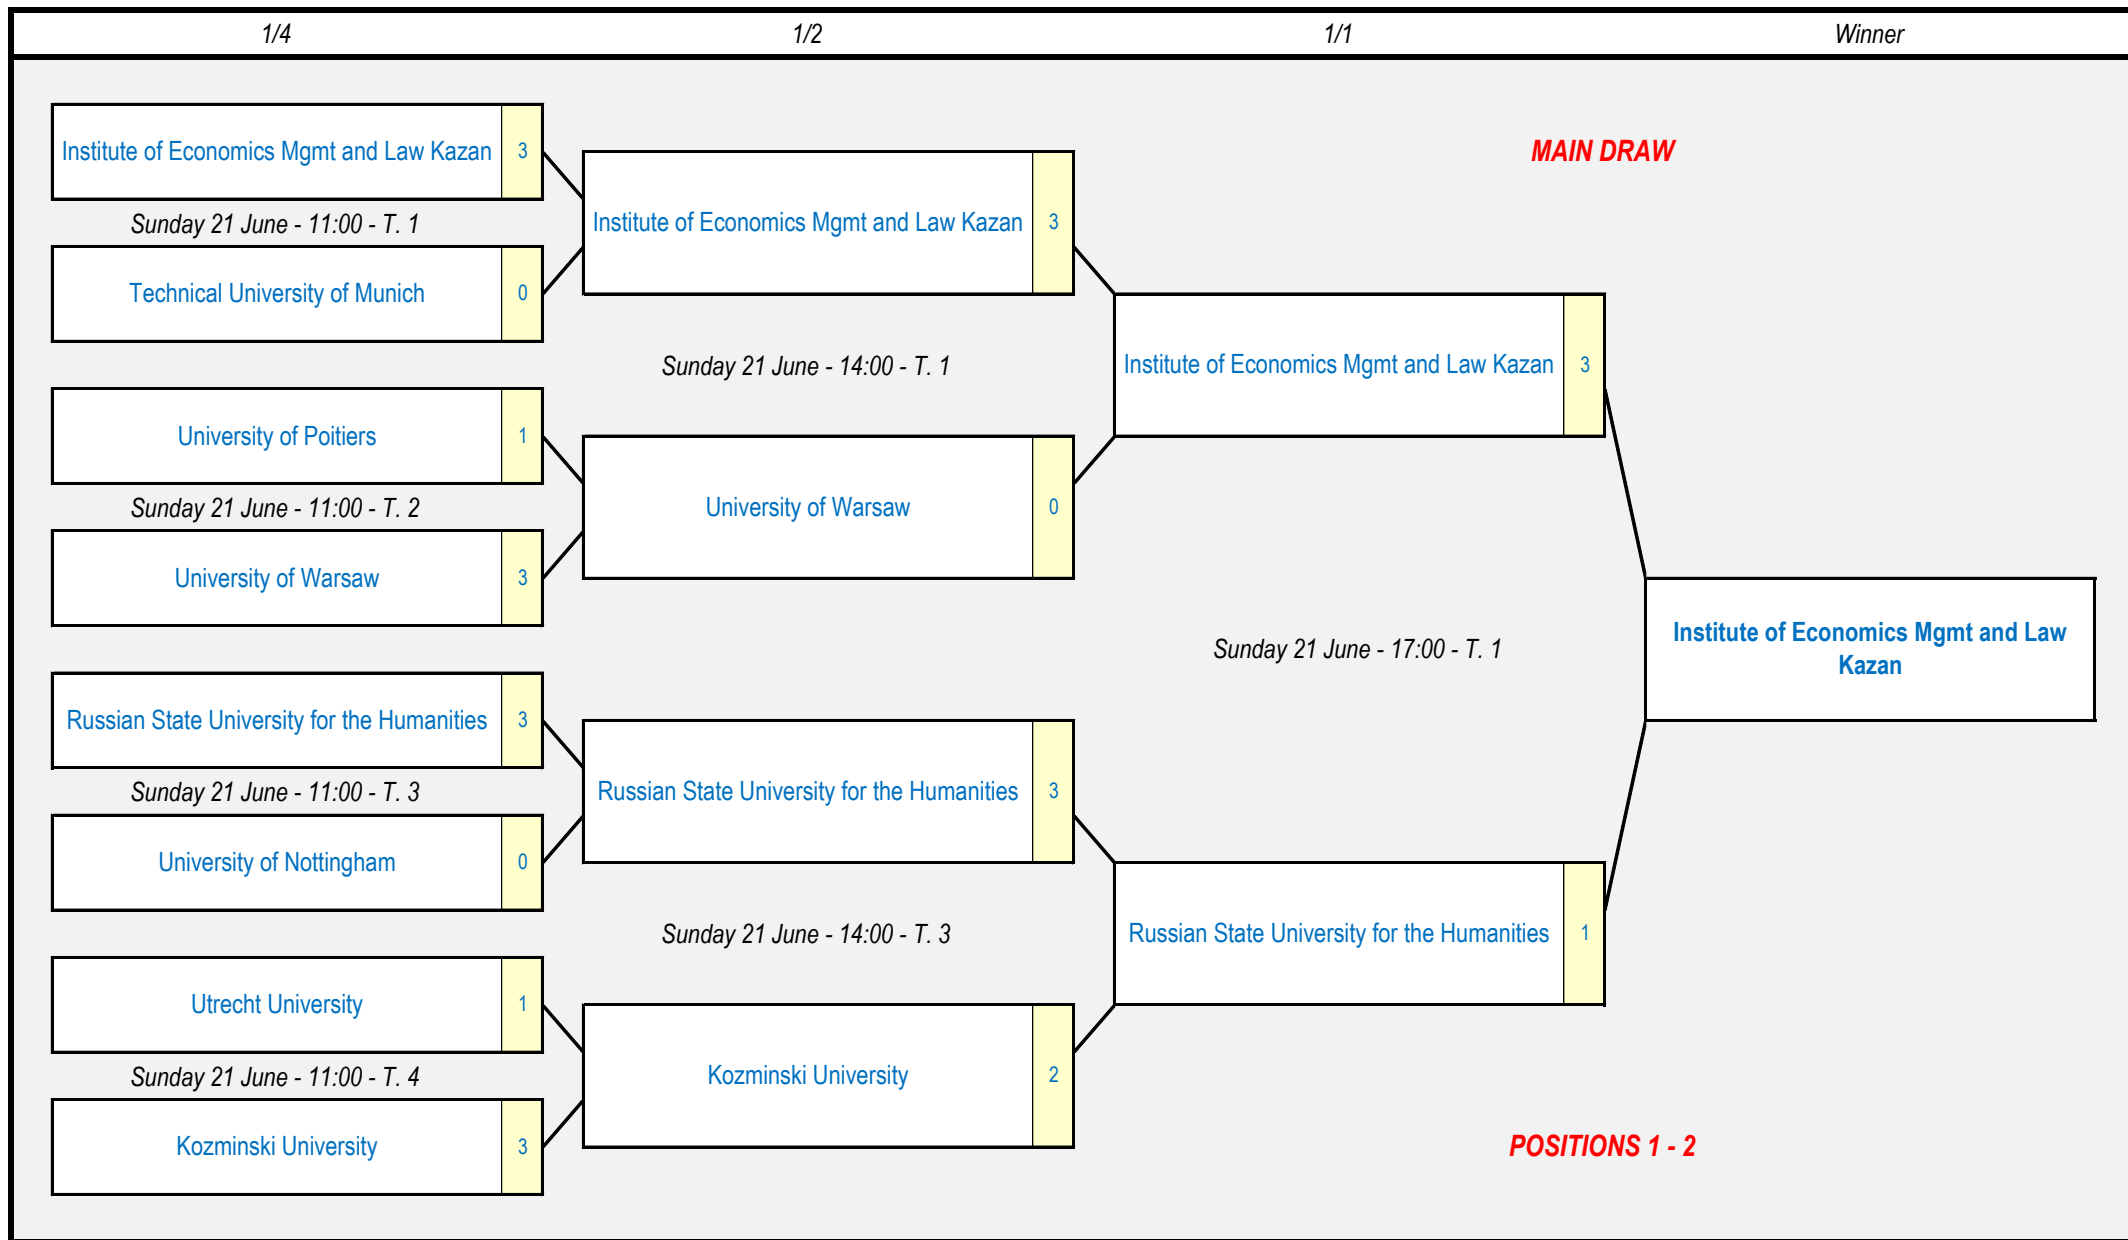 1/4 1/2 1/1 Winner
MAIN DRAW
Institute of Economics Mgmt and Law Kazan 3
Sunday 21 June - 11:00 - T. 1
Technical University of Munich 0
University of Poitiers 1
Sunday 21 June - 11:00 - T. 2
University of Warsaw 3
Russian State University for the Humanities 3
Sunday 21 June - 11:00 - T. 3
University of Nottingham 0
Utrecht University 1
Sunday 21 June - 11:00 - T. 4
Kozminski University 3
Institute of Economics Mgmt and Law Kazan 3
Sunday 21 June - 14:00 - T. 1
University of Warsaw 0
Russian State University for the Humanities 3
Sunday 21 June - 14:00 - T. 3
Kozminski University 2
Institute of Economics Mgmt and Law Kazan 3
Sunday 21 June - 17:00 - T. 1
Russian State University for the Humanities 1
Institute of Economics Mgmt and Law
Kazan
POSITIONS 1 - 2